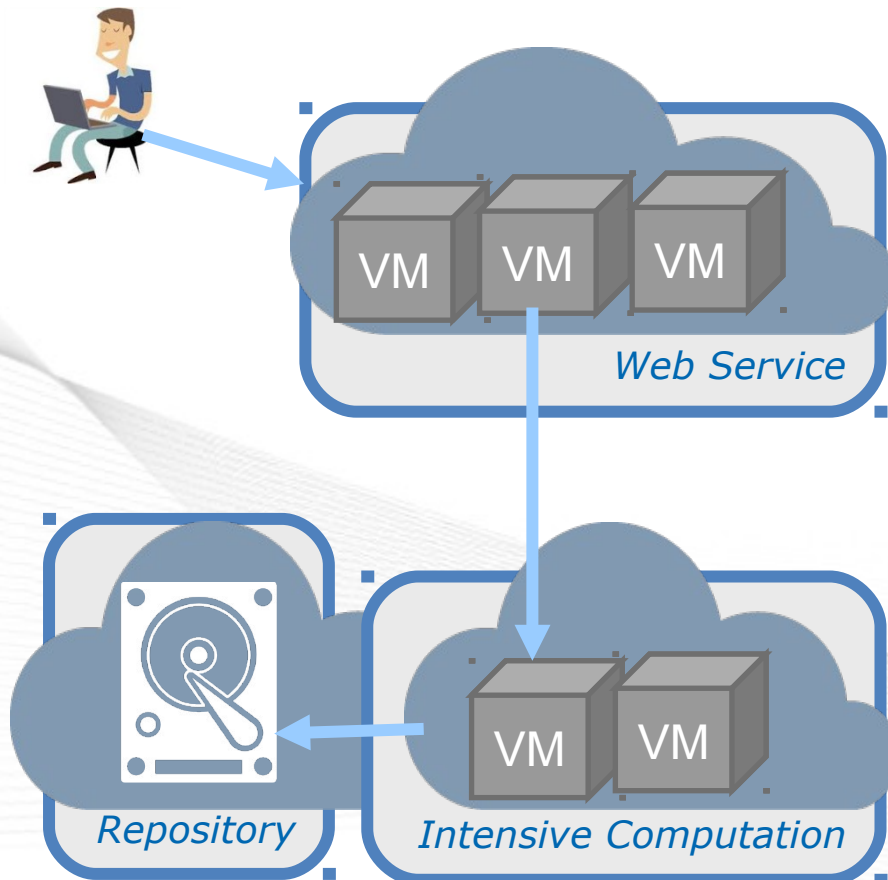 VM
VM
VM
Web Service
VM
VM
Repository
Intensive Computation